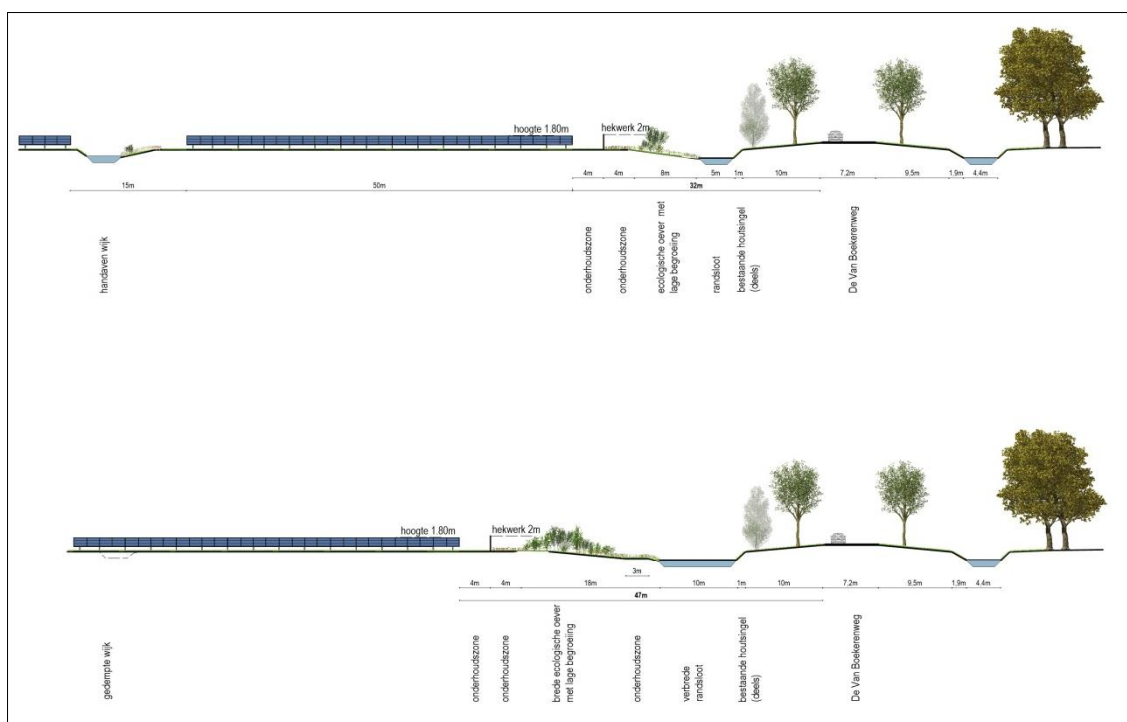 hoogte 1.80m
hekwerk 2m
15m
50m
4m
4m
8m
5m
1m
10m
7.2m
9.5m
1.9m
4.4m
32m
handaven wijk
onderhoudszone
onderhoudszone
ecologische oever met
lage begroeiing
randsloot
bestaande houtsingel
(deels)
De Van Boekerenweg
hoogte 1.80m
hekwerk 2m
3m
4m
4m
18m
10m
1m
10m
7.2m
9.5m
1.9m
4.4m
47m
gedempte wijk
onderhoudszone
onderhoudszone
brede ecologische oever
met lage begroeiing
onderhoudszone
verbrede
randsloot
bestaande houtsingel
(deels)
De Van Boekerenweg